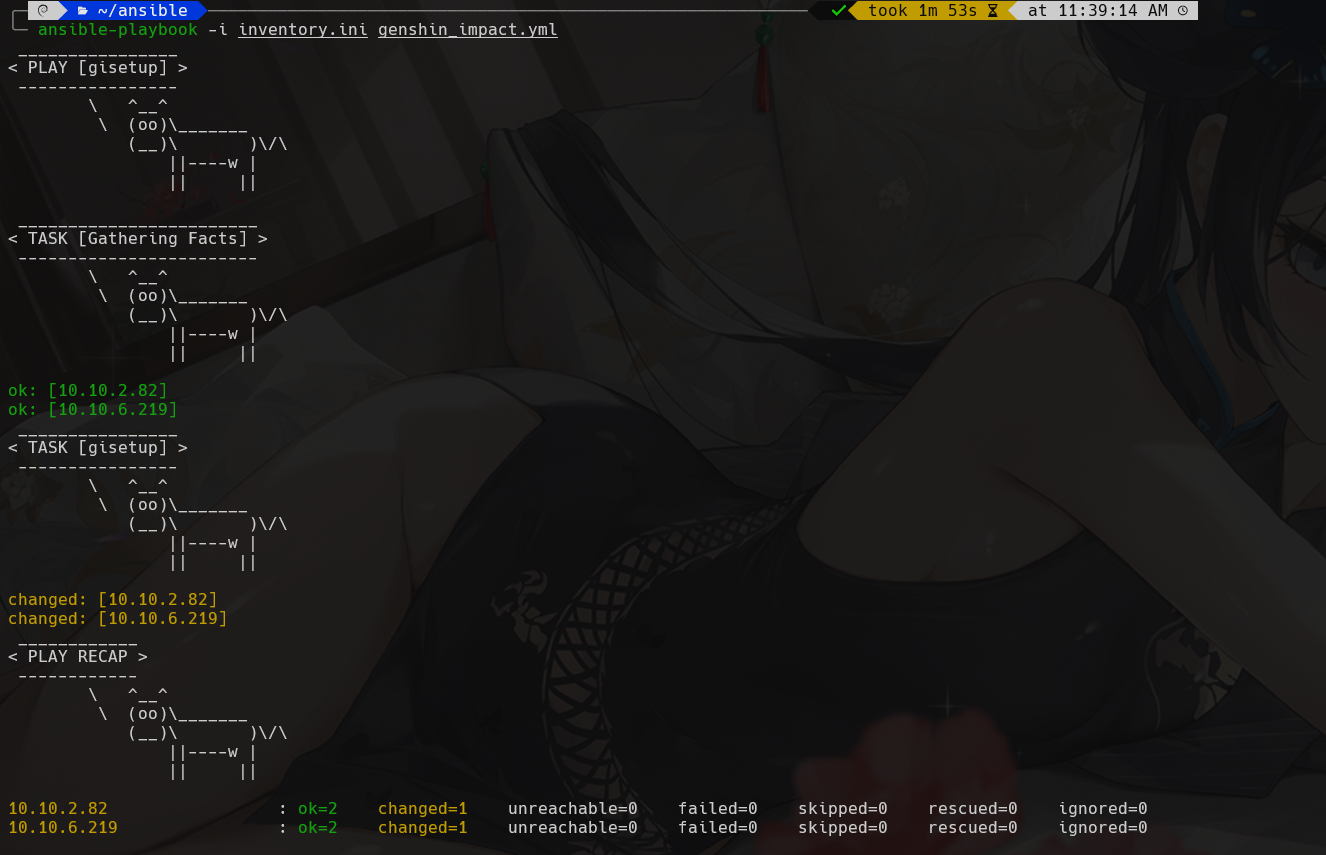 ~/ansible took 1m 53s at 11:39:14 AM
ansible-playbook -i inventory.ini genshin_impact.yml
 ________________
< PLAY [gisetup] >
 ----------------
        \   ^__^
         \  (oo)\_______
            (__)\       )\/\
                ||----w |
                ||     ||
 ________________________
< TASK [Gathering Facts] >
 ------------------------
        \   ^__^
         \  (oo)\_______
            (__)\       )\/\
                ||----w |
                ||     ||
ok: [10.10.2.82]
ok: [10.10.6.219]
 ________________
< TASK [gisetup] >
 ----------------
        \   ^__^
         \  (oo)\_______
            (__)\       )\/\
                ||----w |
                ||     ||
changed: [10.10.2.82]
changed: [10.10.6.219]
 ____________
< PLAY RECAP >
 ------------
        \   ^__^
         \  (oo)\_______
            (__)\       )\/\
                ||----w |
                ||     ||
10.10.2.82                 : ok=2    changed=1    unreachable=0    failed=0    skipped=0    rescued=0    ignored=0
10.10.6.219                : ok=2    changed=1    unreachable=0    failed=0    skipped=0    rescued=0    ignored=0